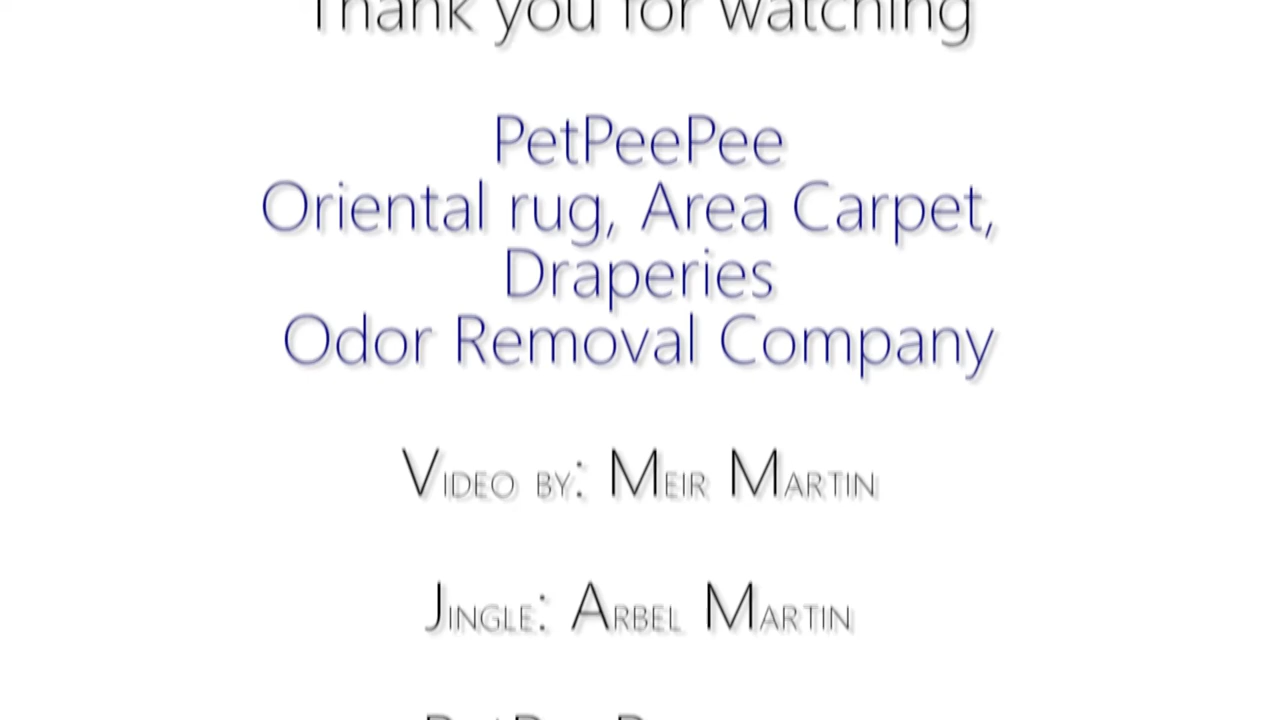 Thank you for watching
PetPeePee
Oriental rug, Area Carpet,
Draperies
Odor Removal Company
Video by: Meir Martin
Jingle: Arbel Martin